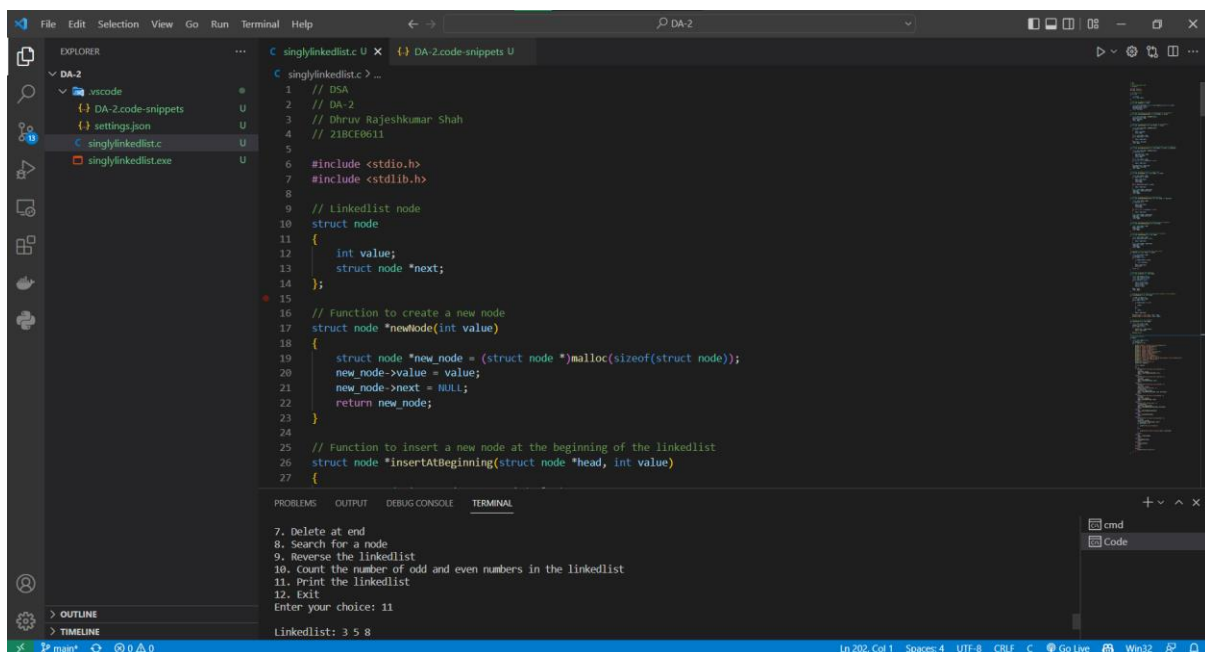 File Edit Selection View Go Run Terminal Help
DA-2
EXPLORER
DA-2
.vscode
DA-2.code-snippets U
settings.json U
singlylinkedlist.c U
singlylinkedlist.exe U
OUTLINE
TIMELINE
13
singlylinkedlist.c U
DA-2.code-snippets U
singlylinkedlist.c > ...
1 // DSA
2 // DA-2
3 // Dhruv Rajeshkumar Shah
4 // 21BCE0611
5
6 #include <stdio.h>
7 #include <stdlib.h>
8
9 // Linkedlist node
10 struct node
11 {
12 int value;
13 struct node *next;
14 };
15
16 // Function to create a new node
17 struct node *newNode(int value)
18 {
19 struct node *new_node = (struct node *)malloc(sizeof(struct node));
20 new_node->value = value;
21 new_node->next = NULL;
22 return new_node;
23 }
24
25 // Function to insert a new node at the beginning of the linkedlist
26 struct node *insertAtBeginning(struct node *head, int value)
27 {
PROBLEMS OUTPUT DEBUG CONSOLE TERMINAL
7. Delete at end
8. Search for a node
9. Reverse the linkedlist
10. Count the number of odd and even numbers in the linkedlist
11. Print the linkedlist
12. Exit
Enter your choice: 11
Linkedlist: 3 5 8
cmd
Code
main* 0 0 Ln 202, Col 1 Spaces: 4 UTF-8 CRLF C Go Live Win32